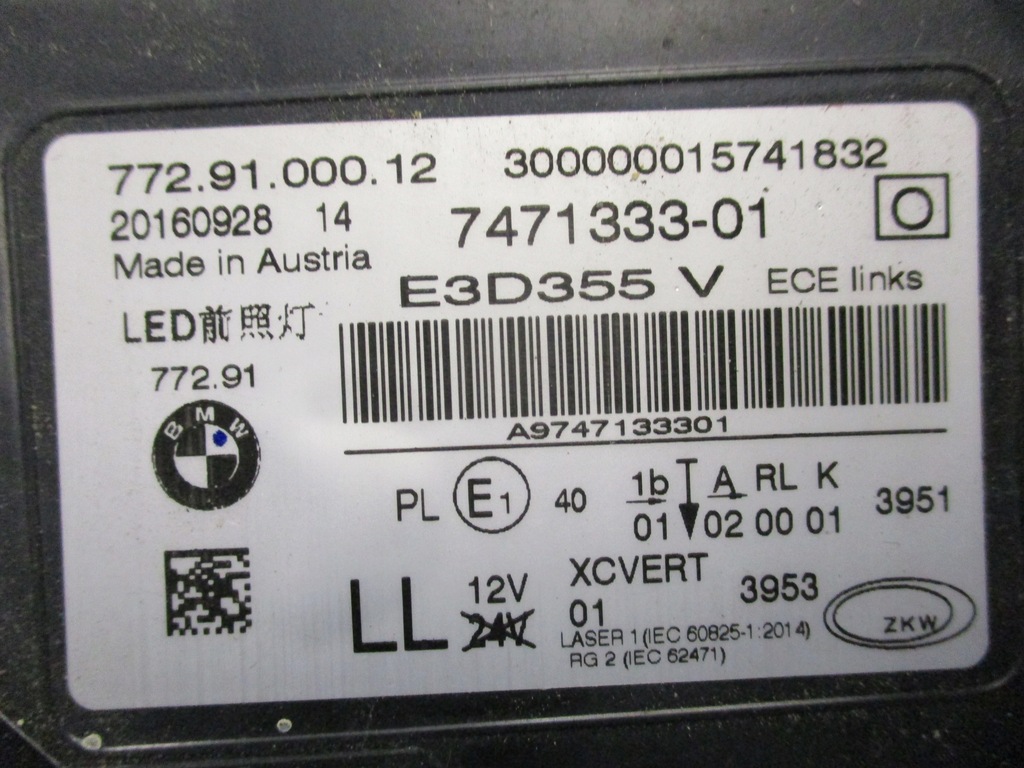 772.91.000.12 300000015741832
20160928 14 7471333-01 O
Made in Austria
E3D355 V ECE links
LED前照灯
772.91
BMW
A9747133301
PL E1 40 1b A RL K 3951
01 02 00 01
LL 12V XCVERT 3953
24V 01
LASER 1 (IEC 60825-1:2014)
RG 2 (IEC 62471)
ZKW